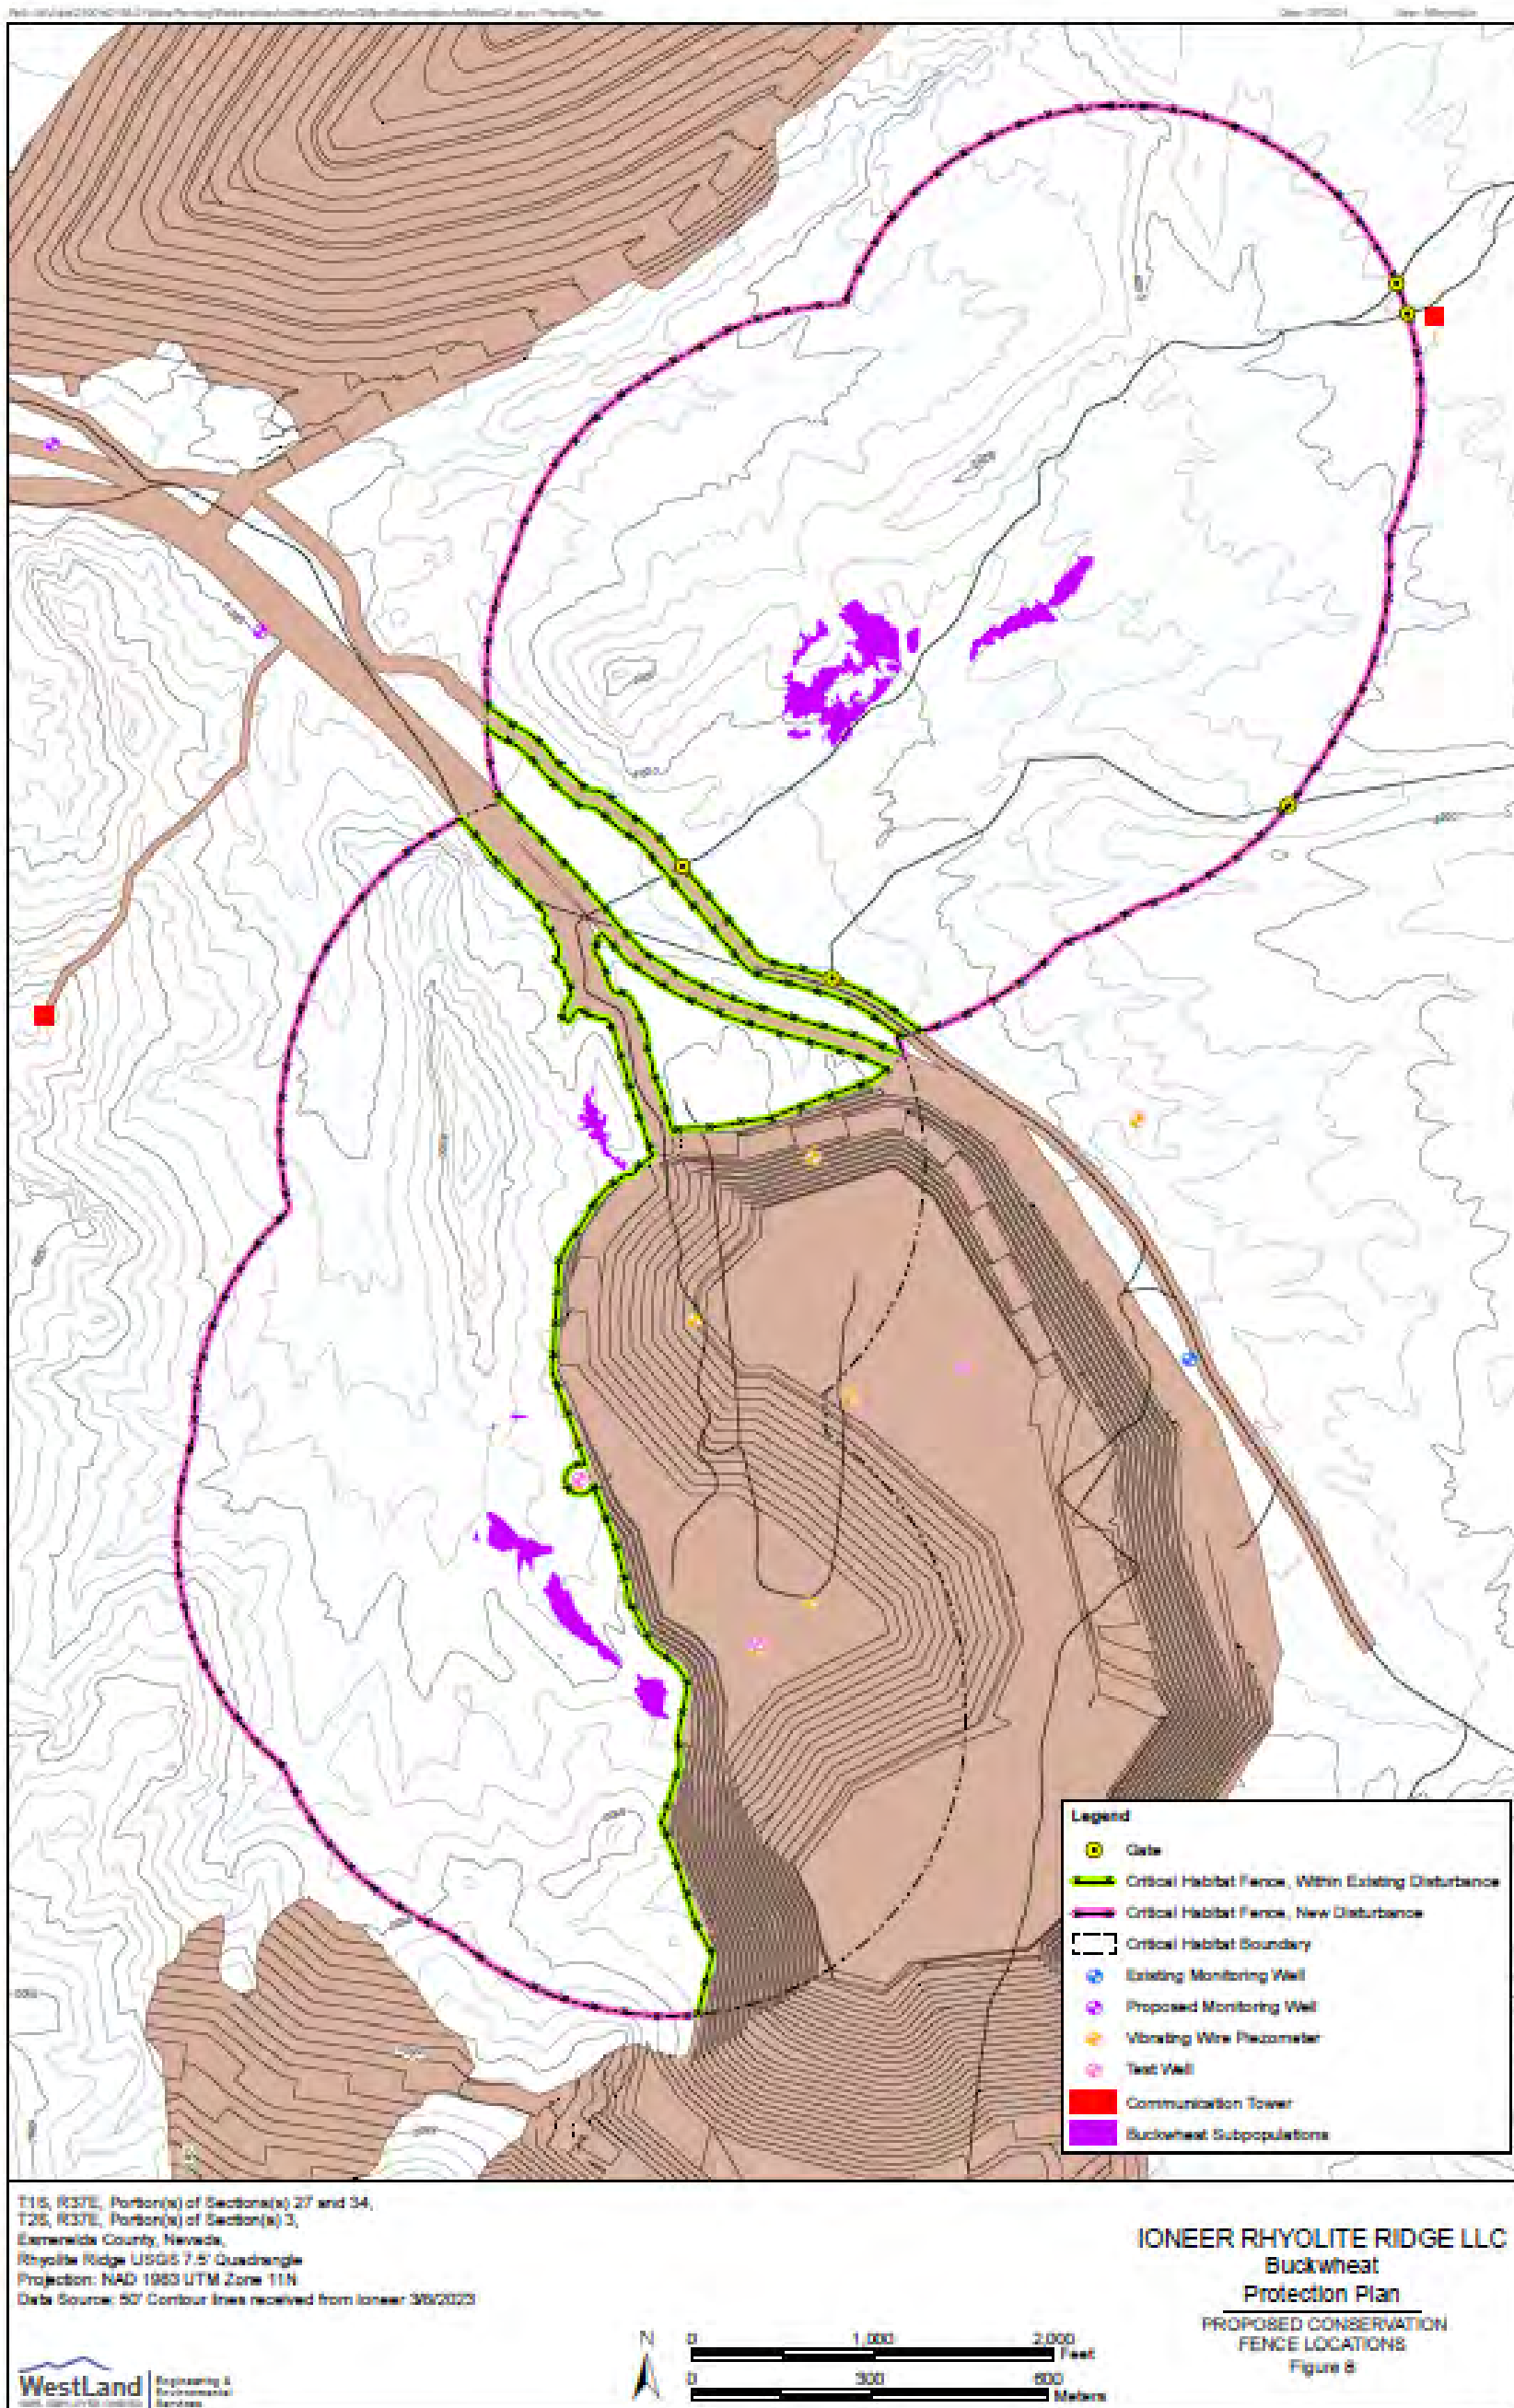 Legend
Gate
Critical Habitat Fence, Within Existing Disturbance
Critical Habitat Fence, New Disturbance
Critical Habitat Boundary
Existing Monitoring Well
Proposed Monitoring Well
Vibrating Wire Piezometer
Test Well
Communication Tower
Buckwheat Subpopulations
T1S, R37E, Portion(s) of Sections(s) 27 and 34,
T2S, R37E, Portion(s) of Section(s) 3,
Esmeralda County, Nevada,
Rhyolite Ridge USGS 7.5' Quadrangle
Projection: NAD 1983 UTM Zone 11N
Data Source: 50' Contour lines received from Ioneer 3/8/2023
WestLand
Engineering &
Environmental
Services
N
0 1,000 2,000
Feet
0 300 600
Meters
IONEER RHYOLITE RIDGE LLC
Buckwheat
Protection Plan
PROPOSED CONSERVATION
FENCE LOCATIONS
Figure 8